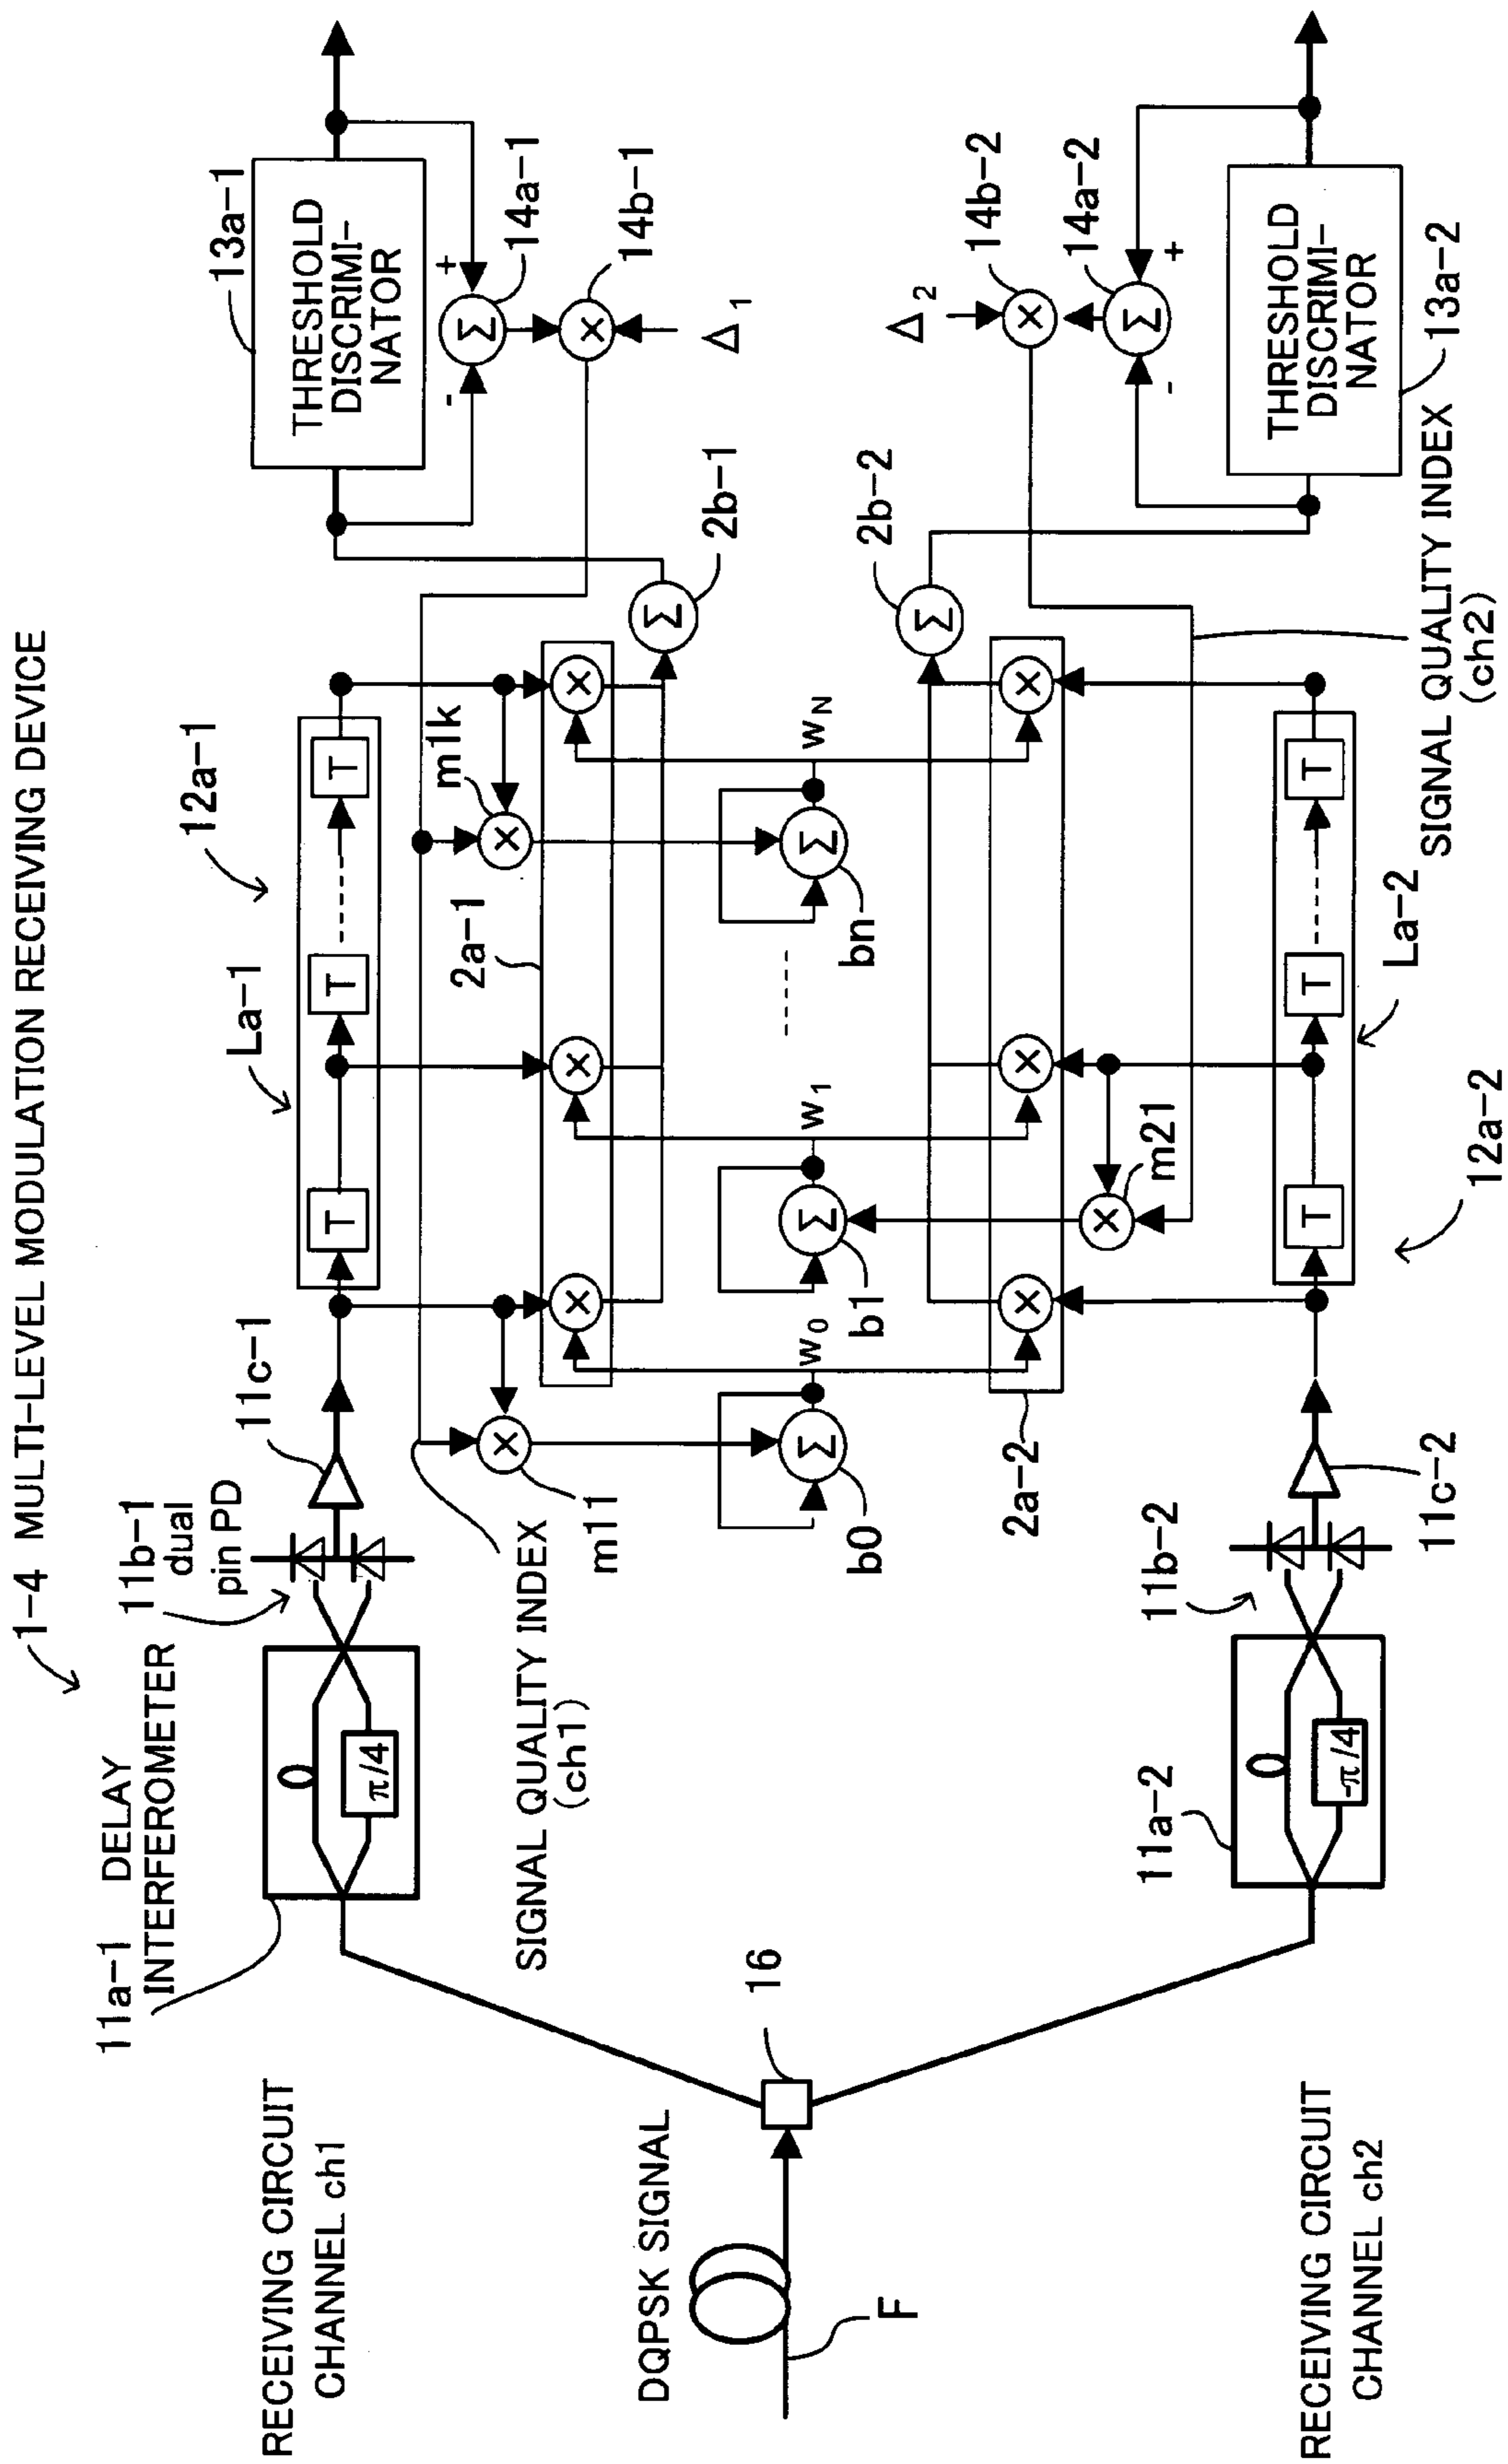 1-4 MULTI-LEVEL MODULATION RECEIVING DEVICE
RECEIVING CIRCUIT
CHANNEL ch1
11a-1 DELAY
INTERFEROMETER
π/4
11b-1
dual
pin PD
11c-1
La-1
12a-1
T
T
T
13a-1
THRESHOLD
DISCRIMI-
NATOR
-
+
Σ
14a-1
×
14b-1
Δ1
SIGNAL QUALITY INDEX
(ch1)
m11
×
m1k
×
2a-1
×
×
×
Σ
2b-1
DQPSK SIGNAL
F
16
b0
Σ
w0
b1
Σ
w1
bn
Σ
wN
2b-2
Σ
2a-2
×
×
×
m21
×
Δ2
×
14b-2
Σ
14a-2
-
+
THRESHOLD
DISCRIMI-
NATOR
13a-2
SIGNAL QUALITY INDEX
(ch2)
RECEIVING CIRCUIT
CHANNEL ch2
11a-2
-π/4
11b-2
11c-2
T
T
T
La-2
12a-2